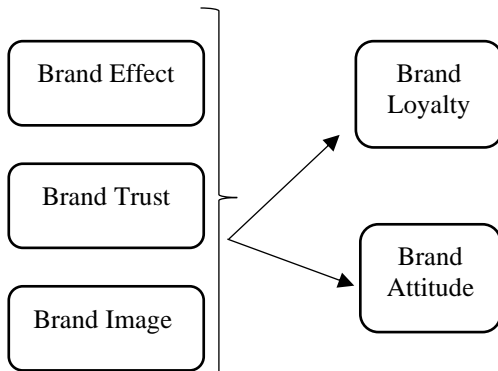 Brand Effect
Brand Trust
Brand Image
Brand
Loyalty
Brand
Attitude